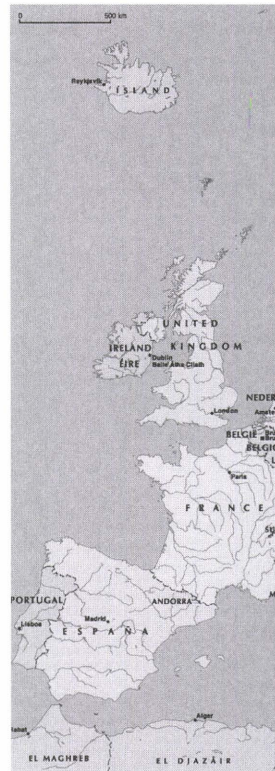 0 500 km
Reykjavík
ÍSLAND
UNITED
KINGDOM
IRELAND
Dublin
Baile Átha Cliath
ÉIRE
London
NEDER
Amste
BELGIË
BELGIQ
Paris
FRANCE
ANDORRA
PORTUGAL
Lisboa
Madrid
ESPAÑA
Alger
EL MAGHREB
EL DJAZÂIR